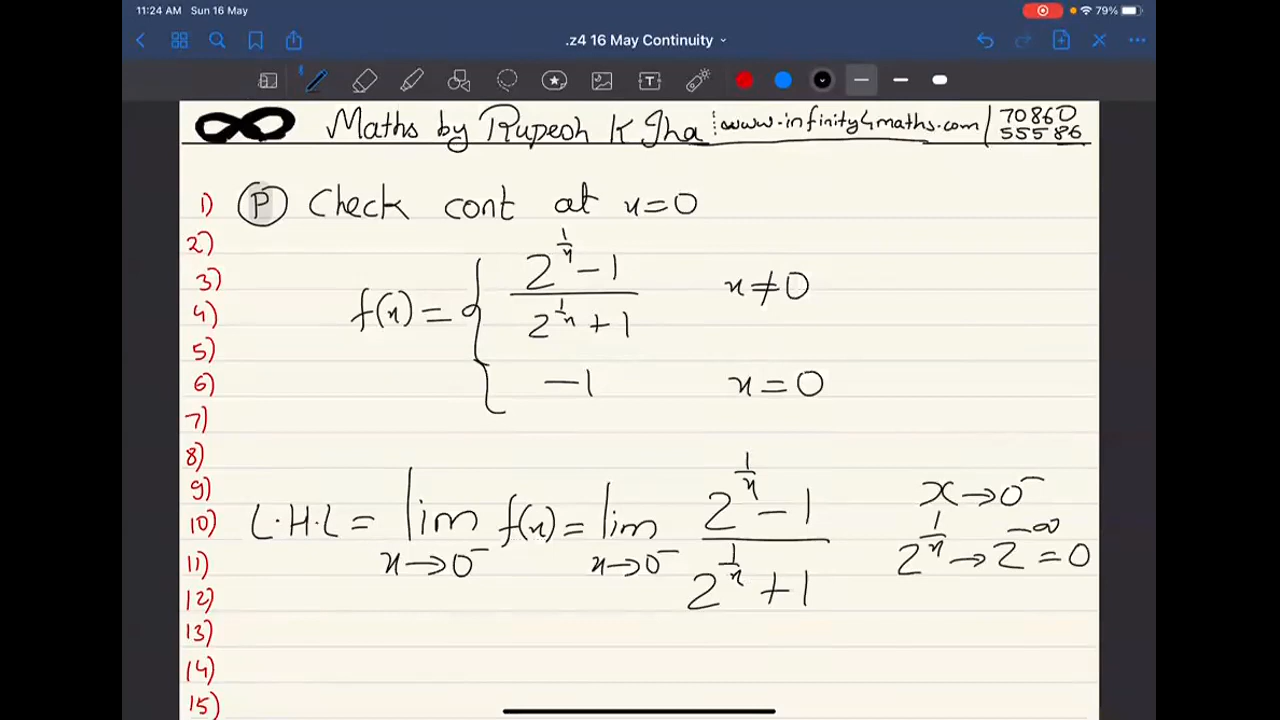 11:24 AM Sun 16 May 79%
.z4 16 May Continuity
Maths by Rupesh K Jha www.infinity4maths.com 70860
55586
1) P Check cont at x=0
2)
3) f(x) = { (2^(1/x) - 1)/(2^(1/x) + 1) x≠0
4)
5)
6) -1 x=0
7)
8)
9)
10) L.H.L = lim x→0⁻ f(x) = lim x→0⁻ (2^(1/x) - 1)/(2^(1/x) + 1) x→0⁻
11) 2^(1/x) → 2^(-∞) = 0
12)
13)
14)
15)